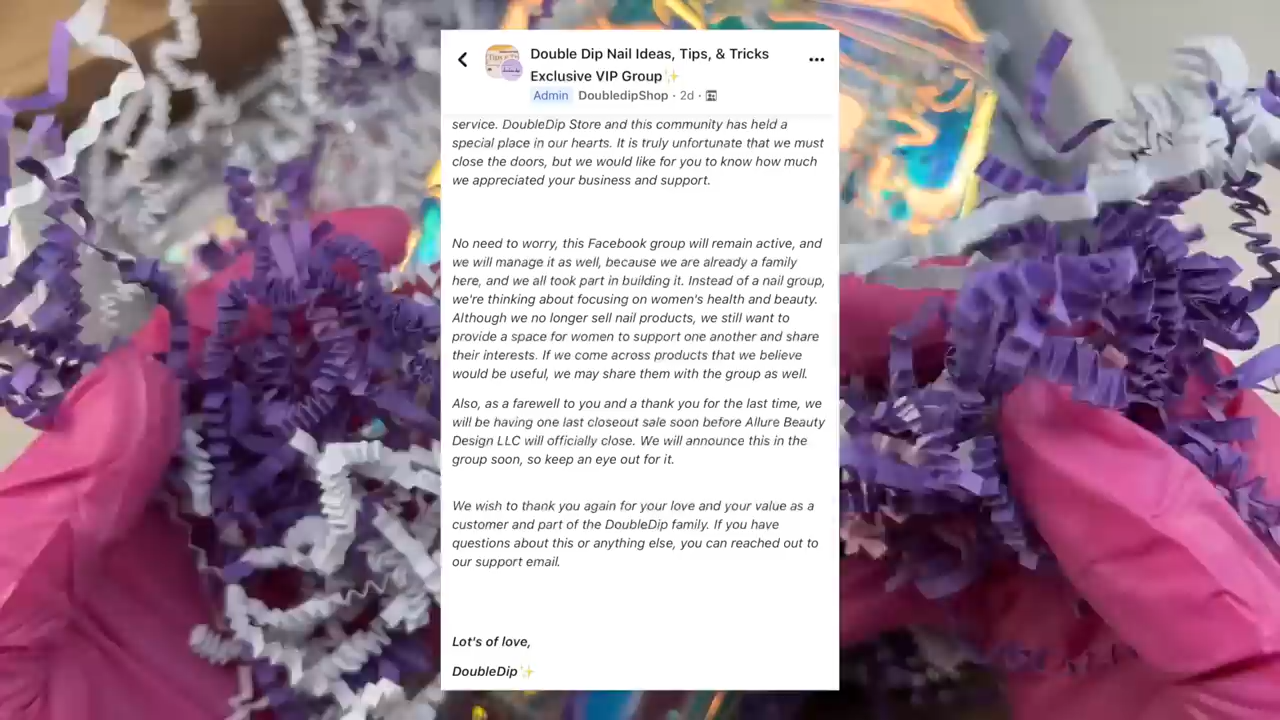 Double Dip Nail Ideas, Tips, & Tricks
Exclusive VIP Group✨
Admin DoubledipShop · 2d ·
service. DoubleDip Store and this community has held a
special place in our hearts. It is truly unfortunate that we must
close the doors, but we would like for you to know how much
we appreciated your business and support.
No need to worry, this Facebook group will remain active, and
we will manage it as well, because we are already a family
here, and we all took part in building it. Instead of a nail group,
we're thinking about focusing on women's health and beauty.
Although we no longer sell nail products, we still want to
provide a space for women to support one another and share
their interests. If we come across products that we believe
would be useful, we may share them with the group as well.
Also, as a farewell to you and a thank you for the last time, we
will be having one last closeout sale soon before Allure Beauty
Design LLC will officially close. We will announce this in the
group soon, so keep an eye out for it.
We wish to thank you again for your love and your value as a
customer and part of the DoubleDip family. If you have
questions about this or anything else, you can reached out to
our support email.
Lot's of love,
DoubleDip✨